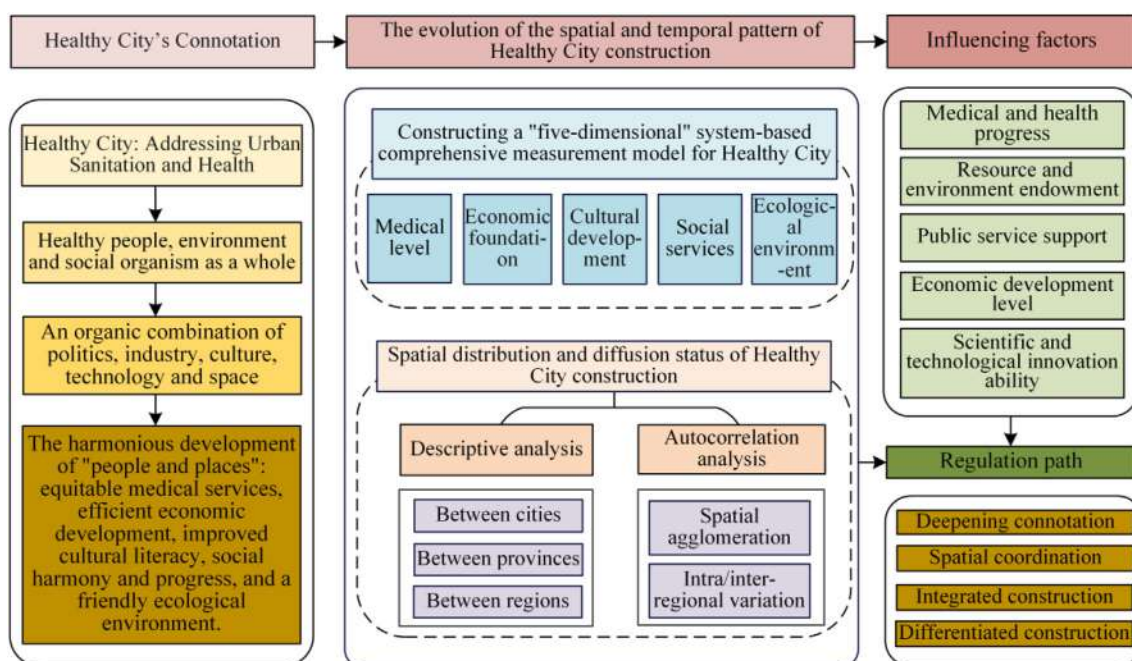 Healthy City's Connotation
The evolution of the spatial and temporal pattern of
Healthy City construction
Influencing factors
Healthy City: Addressing Urban
Sanitation and Health
Healthy people, environment
and social organism as a whole
An organic combination of
politics, industry, culture,
technology and space
The harmonious development
of "people and places":
equitable medical services,
efficient economic
development, improved
cultural literacy, social
harmony and progress, and a
friendly ecological
environment.
Constructing a "five-dimensional" system-based
comprehensive measurement model for Healthy City
Medical
level
Economic
foundati-
on
Cultural
develop-
ment
Social
services
Ecologic-
al
environm-
-ent
Spatial distribution and diffusion status of Healthy
City construction
Descriptive analysis
Between cities
Between provinces
Between regions
Autocorrelation
analysis
Spatial
agglomeration
Intra/inter-
regional variation
Medical and health
progress
Resource and
environment endowment
Public service support
Economic development
level
Scientific and
technological innovation
ability
Regulation path
Deepening connotation
Spatial coordination
Integrated construction
Differentiated construction